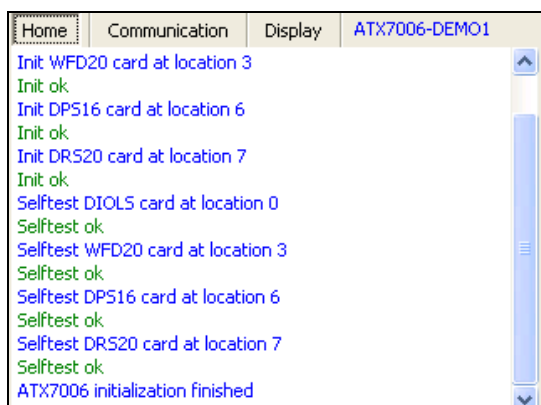 Home Communication Display ATX7006-DEMO1
Init WFD20 card at location 3
Init ok
Init DPS16 card at location 6
Init ok
Init DRS20 card at location 7
Init ok
Selftest DIOLS card at location 0
Selftest ok
Selftest WFD20 card at location 3
Selftest ok
Selftest DPS16 card at location 6
Selftest ok
Selftest DRS20 card at location 7
Selftest ok
ATX7006 initialization finished